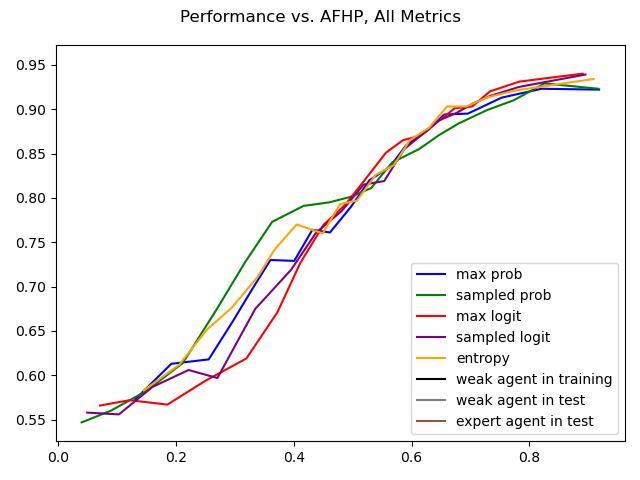 Performance vs. AFHP, All Metrics
0.95
0.90
0.85
0.80
0.75
0.70
0.65
0.60
0.55
max prob
sampled prob
max logit
sampled logit
entropy
weak agent in training
weak agent in test
expert agent in test
0.0 0.2 0.4 0.6 0.8